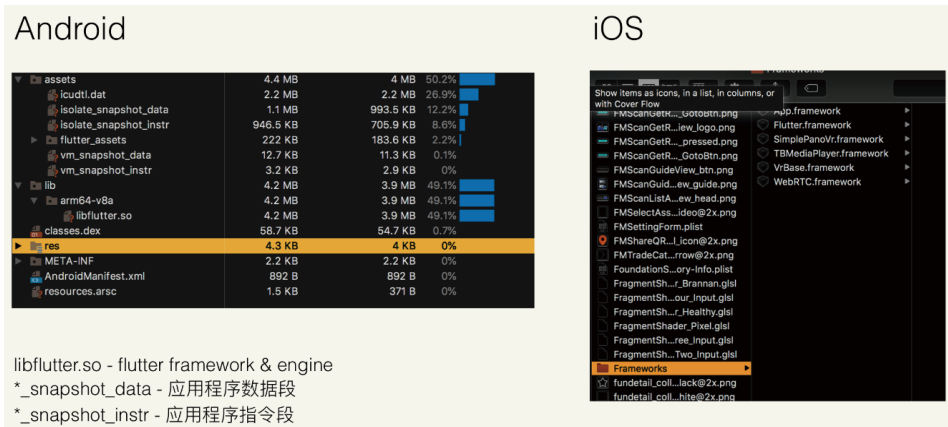 Android
iOS
assets 4.4 MB 4 MB 50.2%
icudtl.dat 2.2 MB 2.2 MB 26.9%
isolate_snapshot_data 1.1 MB 993.5 KB 12.2%
isolate_snapshot_instr 946.5 KB 705.9 KB 8.6%
flutter_assets 222 KB 183.6 KB 2.2%
vm_snapshot_data 12.7 KB 11.3 KB 0.1%
vm_snapshot_instr 3.2 KB 2.9 KB 0%
lib 4.2 MB 3.9 MB 49.1%
arm64-v8a 4.2 MB 3.9 MB 49.1%
libflutter.so 4.2 MB 3.9 MB 49.1%
classes.dex 58.7 KB 54.7 KB 0.7%
res 4.3 KB 4 KB 0%
META-INF 2.2 KB 2.2 KB 0%
AndroidManifest.xml 892 B 892 B 0%
resources.arsc 1.5 KB 371 B 0%
libflutter.so - flutter framework & engine
*_snapshot_data - 应用程序数据段
*_snapshot_instr - 应用程序指令段
Frameworks
Show items as icons, in a list, in columns, or
with Cover Flow
FMScanGetR..._GotoBtn.png
FMScanGetR...iew_logo.png
FMScanGetR..._pressed.png
FMScanGetR..._GotoBtn.png
FMScanGuideView_btn.png
FMScanGuid...ew_guide.png
FMScanListA...ew_head.png
FMSelectAss...ideo@2x.png
FMSettingForm.plist
FMShareQR...l_icon@2x.png
FMTradeCat...rrow@2x.png
FoundationS...ory-Info.plist
FragmentSh...r_Brannan.glsl
FragmentSh...our_Input.glsl
FragmentSh...r_Healthy.glsl
FragmentShader_Pixel.glsl
FragmentSh...ree_Input.glsl
FragmentSh...Two_Input.glsl
Frameworks
fundetail_coll...lack@2x.png
fundetail_coll...hite@2x.png
App.framework
Flutter.framework
SimplePanoVr.framework
TBMediaPlayer.framework
VrBase.framework
WebRTC.framework